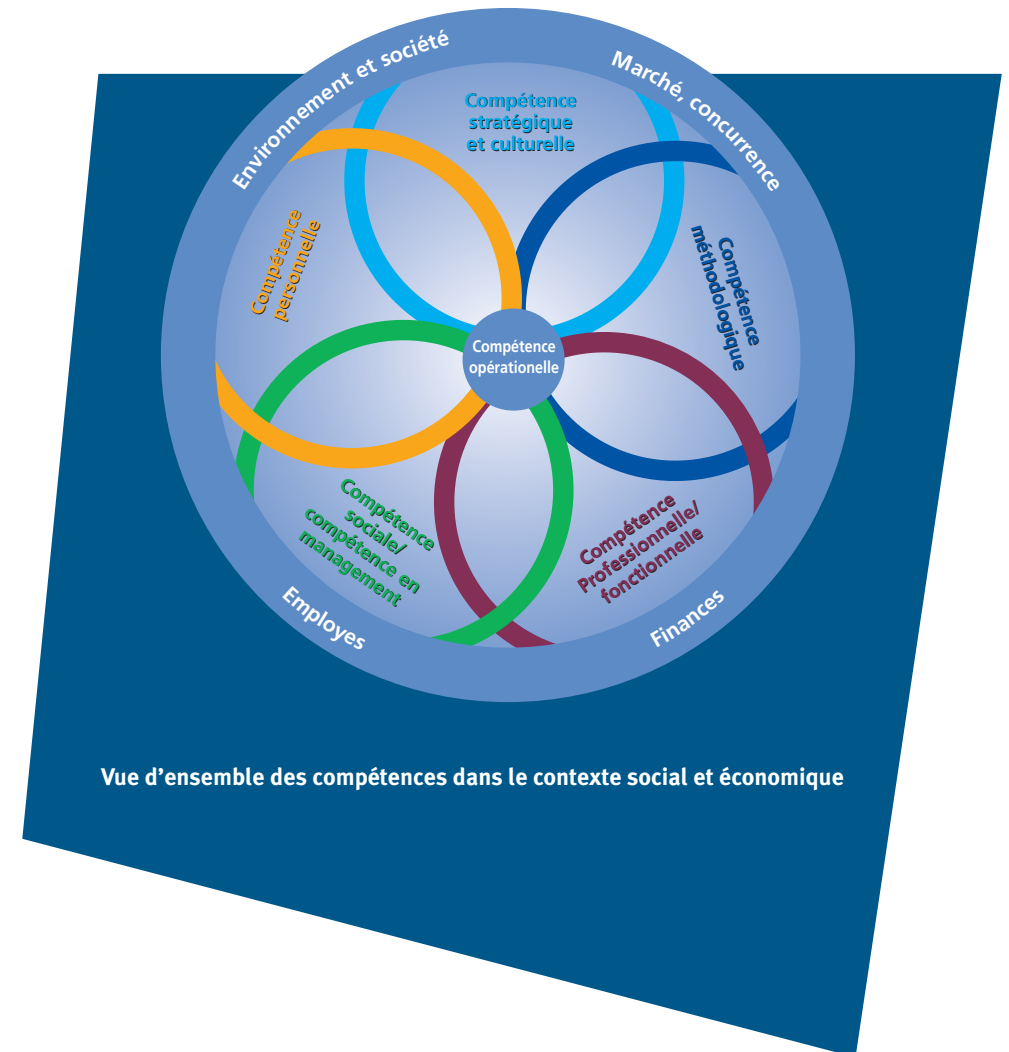 Environnement et société
Marché, concurrence
Compétence
stratégique
et culturelle
Compétence
personnelle
Compétence
méthodologique
Compétence
opérationelle
Compétence
sociale/
compétence en
management
Compétence
Professionnelle/
fonctionnelle
Employes
Finances
Vue d’ensemble des compétences dans le contexte social et économique